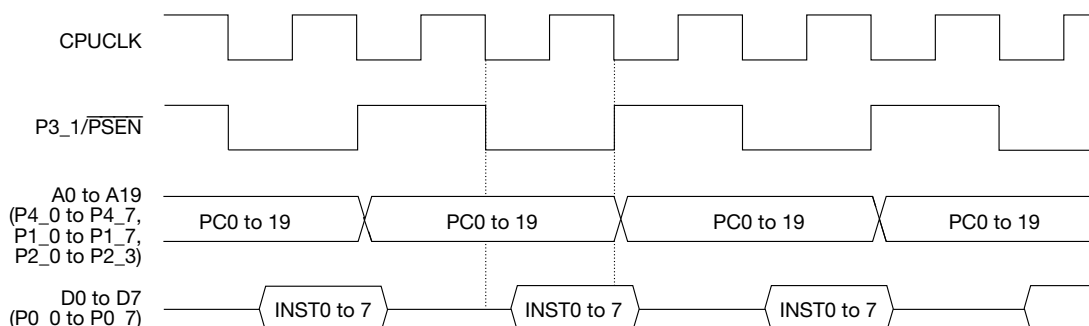 CPUCLK
P3_1/PSEN
A0 to A19
(P4_0 to P4_7,
P1_0 to P1_7,
P2_0 to P2_3)
PC0 to 19
PC0 to 19
PC0 to 19
PC0 to 19
D0 to D7
(P0_0 to P0_7)
INST0 to 7
INST0 to 7
INST0 to 7